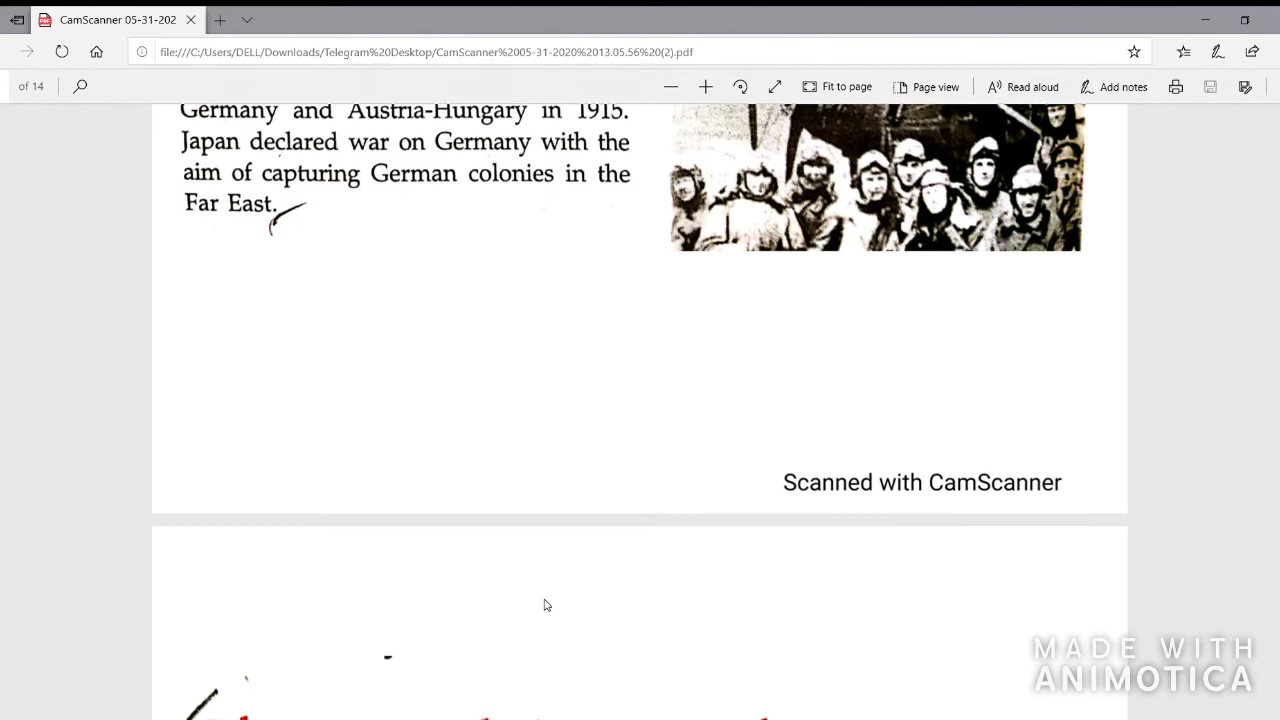 CamScanner 05-31-202
file:///C:/Users/DELL/Downloads/Telegram%20Desktop/CamScanner%2005-31-2020%2013.05.56%20(2).pdf
of 14
Fit to page
Page view
Read aloud
Add notes
Germany and Austria-Hungary in 1915.
Japan declared war on Germany with the
aim of capturing German colonies in the
Far East.
Scanned with CamScanner
MADE WITH
ANIMOTICA